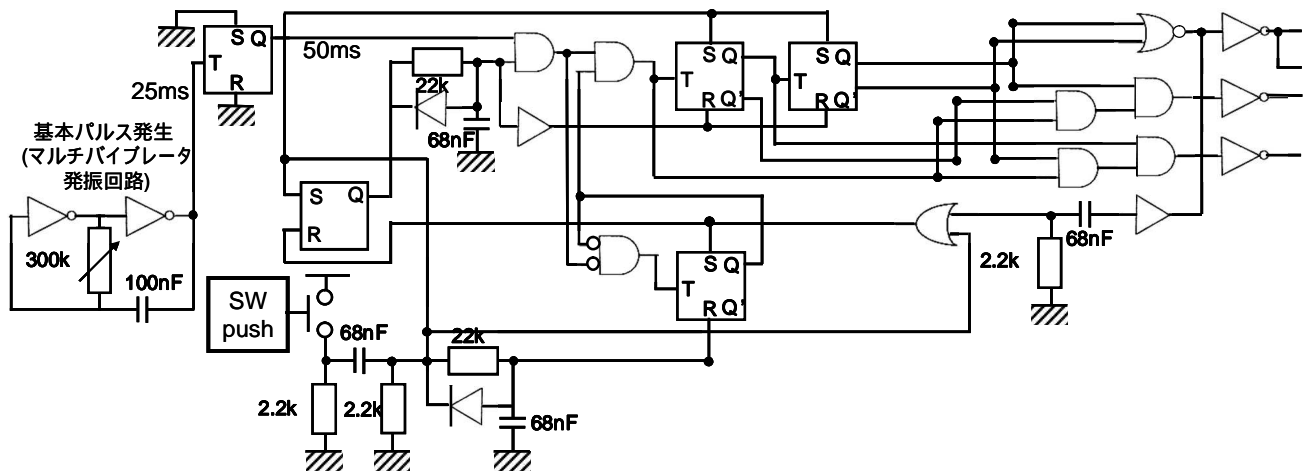 S Q
T
R
50ms
22k
25ms
68nF
基本パルス発生
(マルチバイブレータ
発振回路)
300k
100nF
S Q
R
SW
push
68nF
22k
2.2k
2.2k
68nF
S Q
T
R Q'
S Q
T
R Q'
S Q
T
R Q'
68nF
2.2k